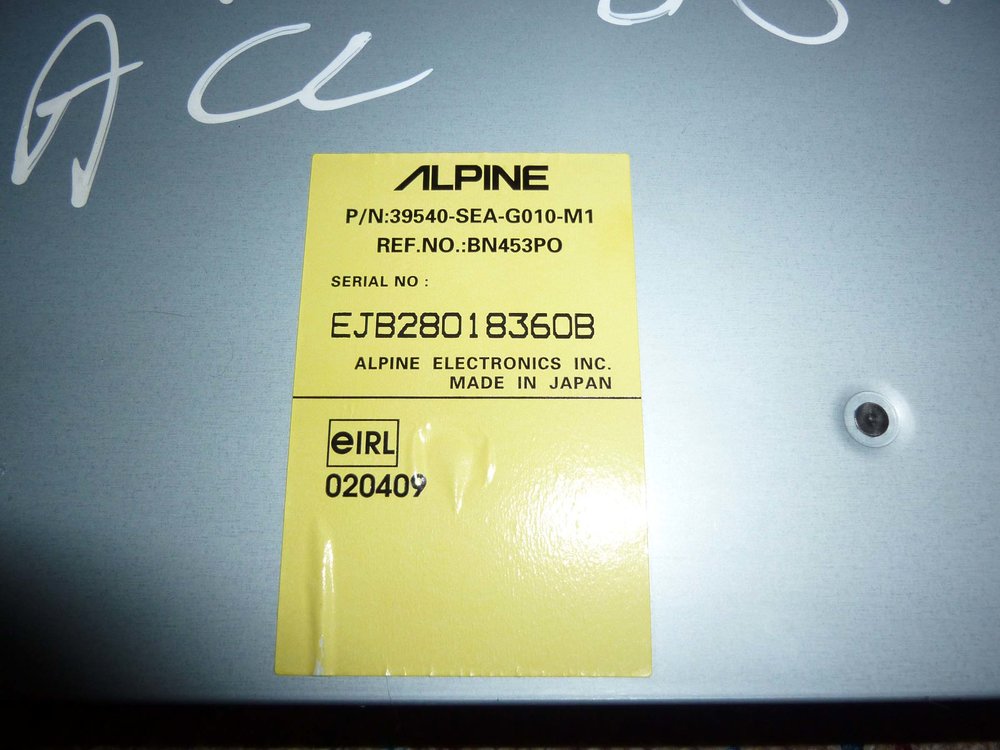 ALPINE
P/N:39540-SEA-G010-M1
REF.NO.:BN453PO
SERIAL NO :
EJB28018360B
ALPINE ELECTRONICS INC.
MADE IN JAPAN
eIRL
020409